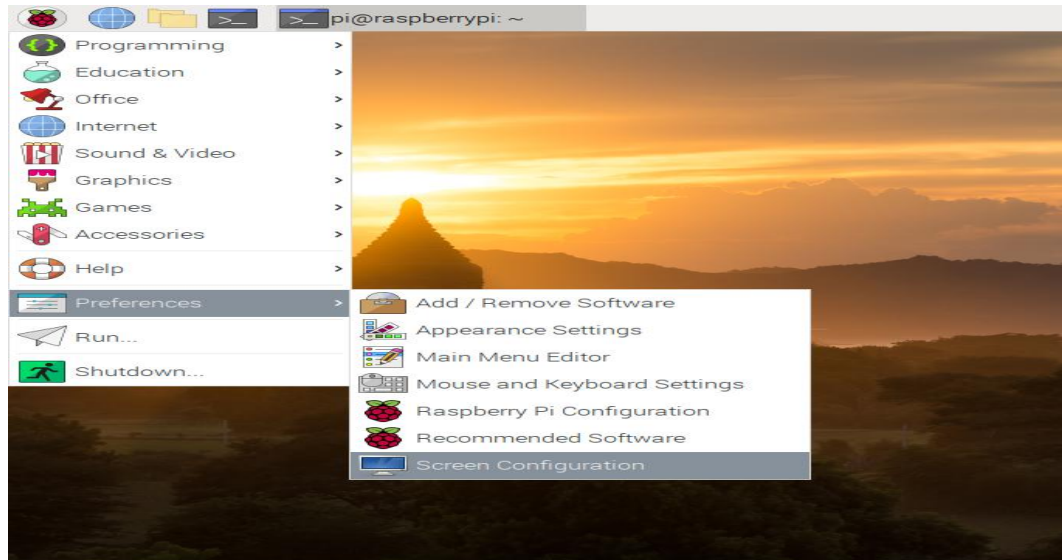 pi@raspberrypi: ~
Programming
Education
Office
Internet
Sound & Video
Graphics
Games
Accessories
Help
Preferences
Run...
Shutdown...
Add / Remove Software
Appearance Settings
Main Menu Editor
Mouse and Keyboard Settings
Raspberry Pi Configuration
Recommended Software
Screen Configuration